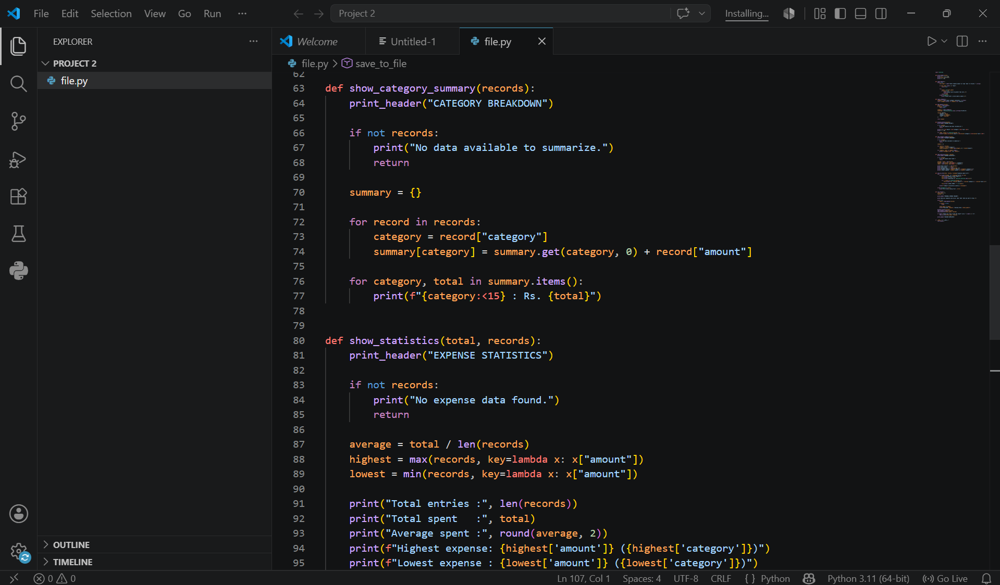 File Edit Selection View Go Run ··· Project 2 Installing...
EXPLORER ···
PROJECT 2
file.py
Welcome Untitled-1 file.py
file.py > save_to_file
62
63 def show_category_summary(records):
64     print_header("CATEGORY BREAKDOWN")
65
66     if not records:
67         print("No data available to summarize.")
68         return
69
70     summary = {}
71
72     for record in records:
73         category = record["category"]
74         summary[category] = summary.get(category, 0) + record["amount"]
75
76     for category, total in summary.items():
77         print(f"{category:<15} : Rs. {total}")
78
79
80 def show_statistics(total, records):
81     print_header("EXPENSE STATISTICS")
82
83     if not records:
84         print("No expense data found.")
85         return
86
87     average = total / len(records)
88     highest = max(records, key=lambda x: x["amount"])
89     lowest = min(records, key=lambda x: x["amount"])
90
91     print("Total entries :", len(records))
92     print("Total spent   :", total)
93     print("Average spent :", round(average, 2))
94     print(f"Highest expense: {highest['amount']} ({highest['category']})")
95     print(f"Lowest expense : {lowest['amount']} ({lowest['category']})")
OUTLINE
TIMELINE
0 0 Ln 107, Col 1 Spaces: 4 UTF-8 CRLF { } Python Python 3.11 (64-bit) Go Live